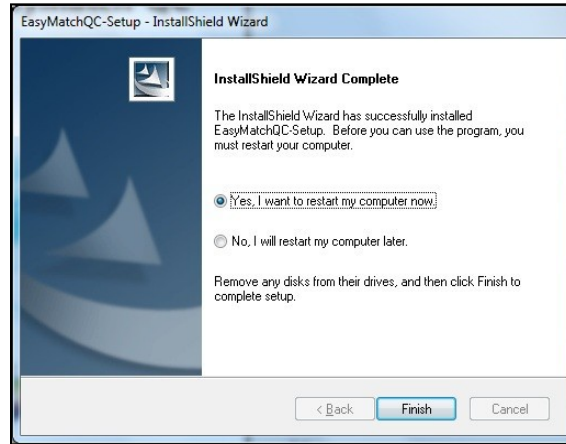 EasyMatchQC-Setup - InstallShield Wizard
InstallShield Wizard Complete
The InstallShield Wizard has successfully installed
EasyMatchQC-Setup. Before you can use the program, you
must restart your computer.
Yes, I want to restart my computer now.
No, I will restart my computer later.
Remove any disks from their drives, and then click Finish to
complete setup.
< Back
Finish
Cancel